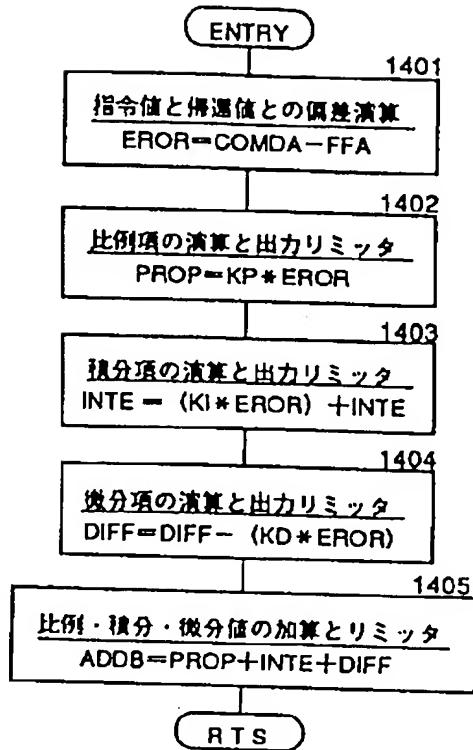 ENTRY
1401
指令値と帰還値との偏差演算
EROR=COMDA-FFA
1402
比例項の演算と出力リミッタ
PROP=KP*EROR
1403
積分項の演算と出力リミッタ
INTE = (KI*EROR) +INTE
1404
微分項の演算と出力リミッタ
DIFF=DIFF- (KD*EROR)
1405
比例・積分・微分値の加算とリミッタ
ADDB=PROP+INTE+DIFF
RTS